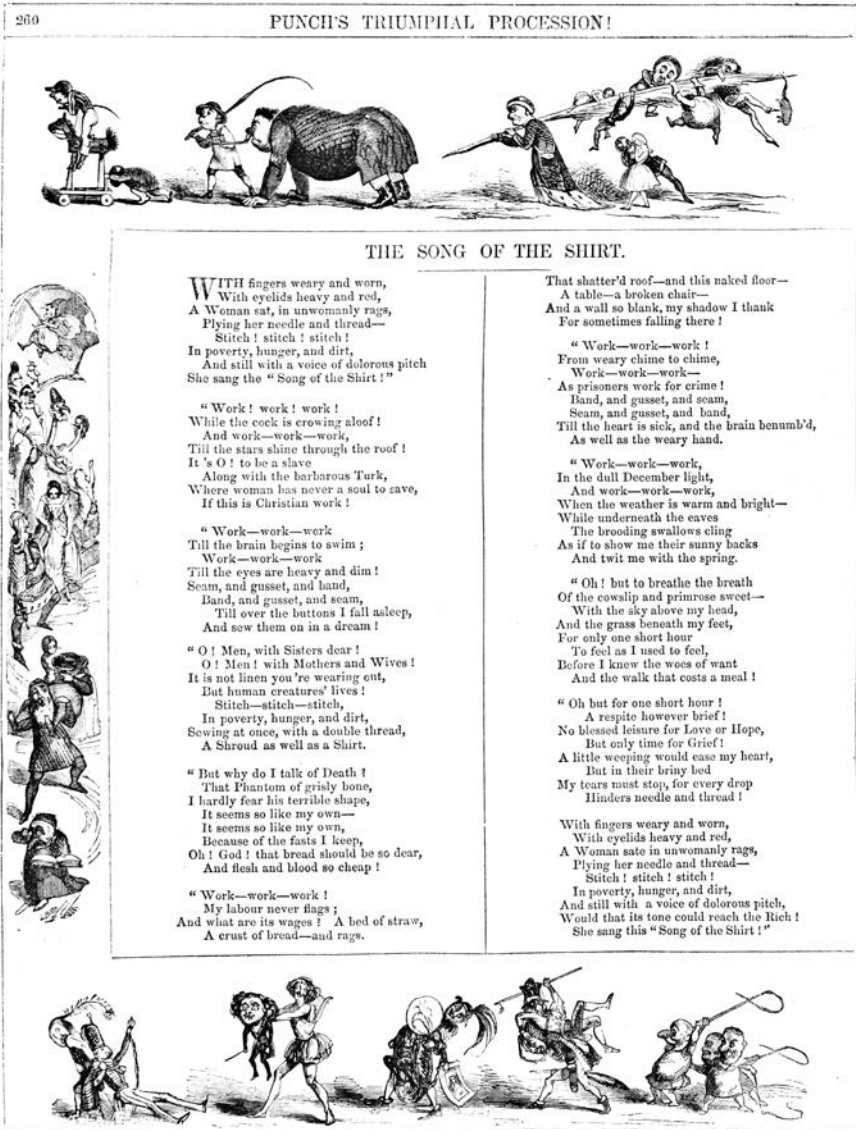 260
PUNCH'S TRIUMPHAL PROCESSION!
THE SONG OF THE SHIRT.
WITH fingers weary and worn,
With eyelids heavy and red,
A Woman sat, in unwomanly rags,
Plying her needle and thread—
Stitch! stitch! stitch!
In poverty, hunger, and dirt,
And still with a voice of dolorous pitch
She sang the "Song of the Shirt!"
"Work! work! work!
While the cock is crowing aloof!
And work—work—work,
Till the stars shine through the roof!
It 's O! to be a slave
Along with the barbarous Turk,
Where woman has never a soul to save,
If this is Christian work!
"Work—work—work
Till the brain begins to swim;
Work—work—work
Till the eyes are heavy and dim!
Seam, and gusset, and band,
Band, and gusset, and seam,
Till over the buttons I fall asleep,
And sew them on in a dream!
"O! Men, with Sisters dear!
O! Men! with Mothers and Wives!
It is not linen you 're wearing out,
But human creatures' lives!
Stitch—stitch—stitch,
In poverty, hunger, and dirt,
Sewing at once, with a double thread,
A Shroud as well as a Shirt.
"But why do I talk of Death?
That Phantom of grisly bone,
I hardly fear his terrible shape,
It seems so like my own—
It seems so like my own,
Because of the fasts I keep,
Oh! God! that bread should be so dear,
And flesh and blood so cheap!
"Work—work—work!
My labour never flags;
And what are its wages? A bed of straw,
A crust of bread—and rags.
That shatter'd roof—and this naked floor—
A table—a broken chair—
And a wall so blank, my shadow I thank
For sometimes falling there!
"Work—work—work!
From weary chime to chime,
Work—work—work—
As prisoners work for crime!
Band, and gusset, and seam,
Seam, and gusset, and band,
Till the heart is sick, and the brain benumb'd,
As well as the weary hand.
"Work—work—work,
In the dull December light,
And work—work—work,
When the weather is warm and bright—
While underneath the eaves
The brooding swallows cling
As if to show me their sunny backs
And twit me with the spring.
"Oh! but to breathe the breath
Of the cowslip and primrose sweet—
With the sky above my head,
And the grass beneath my feet,
For only one short hour
To feel as I used to feel,
Before I knew the woes of want
And the walk that costs a meal!
"Oh but for one short hour!
A respite however brief!
No blessed leisure for Love or Hope,
But only time for Grief!
A little weeping would ease my heart,
But in their briny bed
My tears must stop, for every drop
Hinders needle and thread!
With fingers weary and worn,
With eyelids heavy and red,
A Woman sate in unwomanly rags,
Plying her needle and thread—
Stitch! stitch! stitch!
In poverty, hunger, and dirt,
And still with a voice of dolorous pitch,
Would that its tone could reach the Rich!
She sang this "Song of the Shirt!"